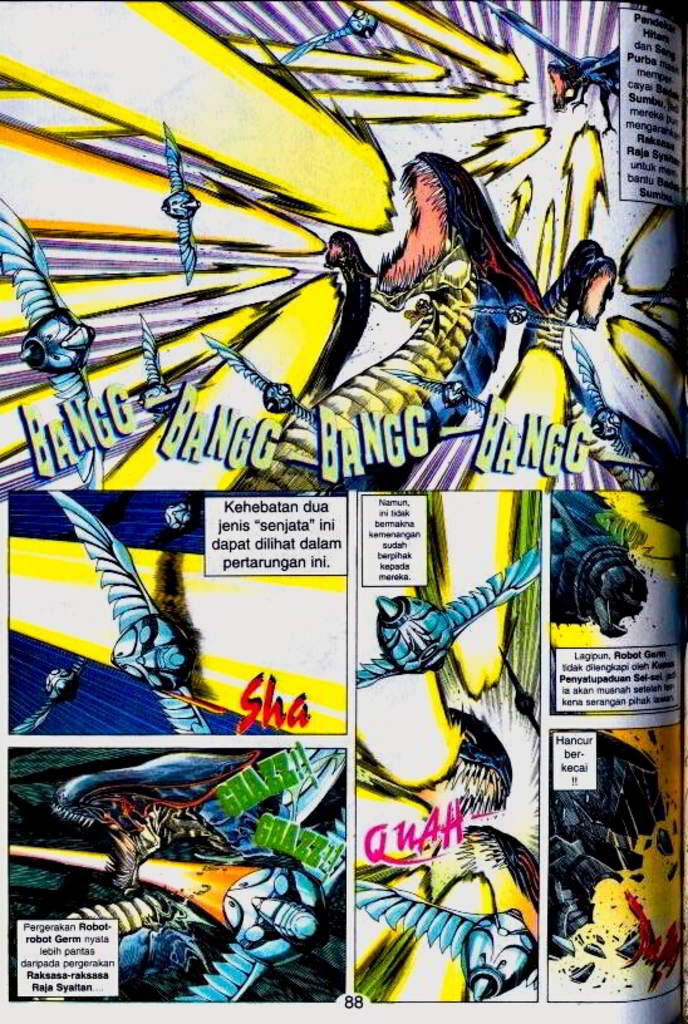 Pendekar
Hitam
dan
Purba
cayai
Sumbu,
mereka
Raksasa
Raja Syaitan
untuk
bantu
Sumbu.
BANGG BANGG BANGG BANGG
Kehebatan dua
jenis "senjata" ini
dapat dilihat dalam
pertarungan ini.
Sha
GHAZZ!!
GHAZZ!!
Pergerakan Robot-
robot Germ nyata
lebih pantas
daripada pergerakan
Raksasa-raksasa
Raja Syaitan....
Namun,
ini tidak
bermakna
kemenangan
sudah
berpihak
kepada
mereka.
QUAH
Lagipun, Robot Germ
tidak dilengkapi oleh
Penyatupaduan Sel-sel,
ia akan musnah setelah
kena serangan pihak lawan.
Hancur
ber-
kecai
!!
88